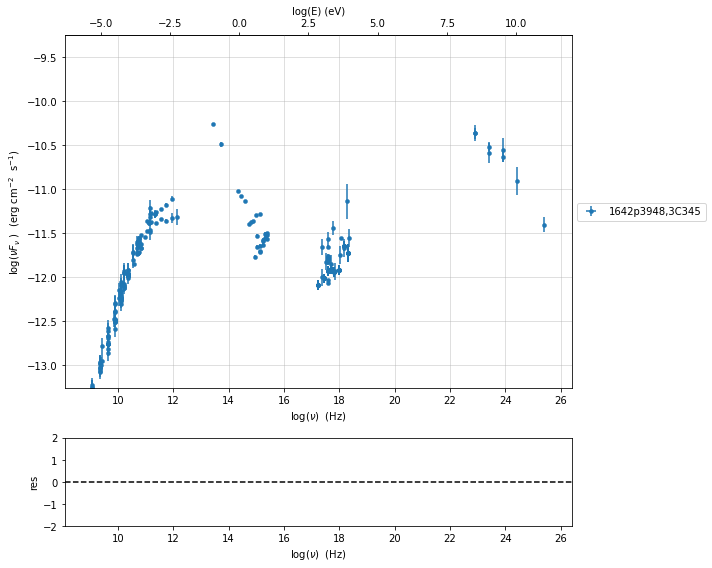 log(E) (eV)
−5.0 −2.5 0.0 2.5 5.0 7.5 10.0
log(νFν ) (erg cm⁻² s⁻¹)
−9.5
−10.0
−10.5
−11.0
−11.5
−12.0
−12.5
−13.0
1642p3948,3C345
10 12 14 16 18 20 22 24 26
log(ν) (Hz)
res
2
1
0
−1
−2
10 12 14 16 18 20 22 24 26
log(ν) (Hz)